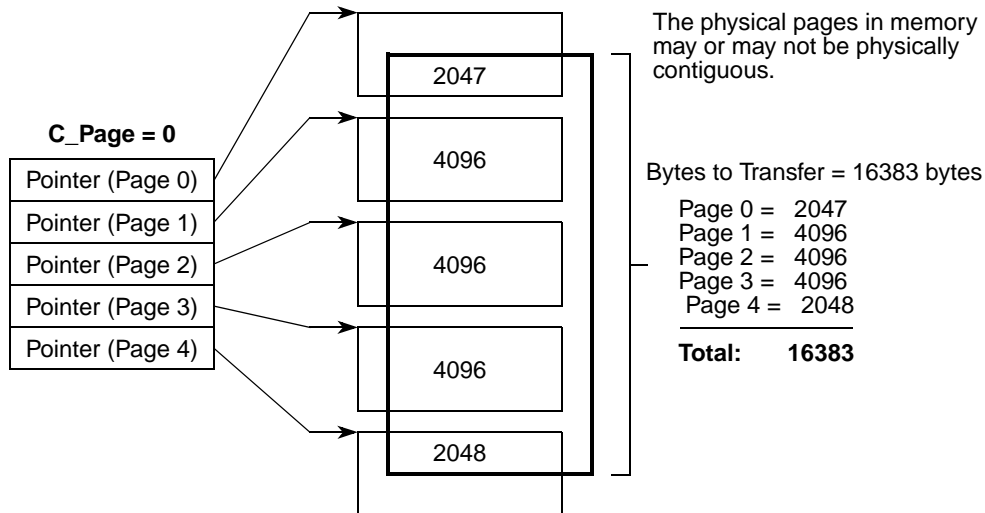 C_Page = 0
Pointer (Page 0)
Pointer (Page 1)
Pointer (Page 2)
Pointer (Page 3)
Pointer (Page 4)
2047
4096
4096
4096
2048
The physical pages in memory
may or may not be physically
contiguous.
Bytes to Transfer = 16383 bytes
Page 0 = 2047
Page 1 = 4096
Page 2 = 4096
Page 3 = 4096
Page 4 = 2048
Total: 16383